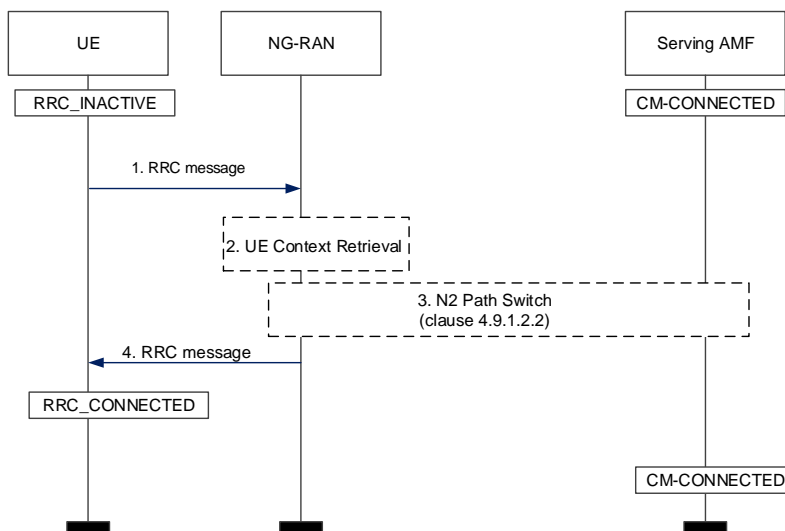 UE
NG-RAN
Serving AMF
RRC_INACTIVE
CM-CONNECTED
1. RRC message
2. UE Context Retrieval
3. N2 Path Switch
(clause 4.9.1.2.2)
4. RRC message
RRC_CONNECTED
CM-CONNECTED